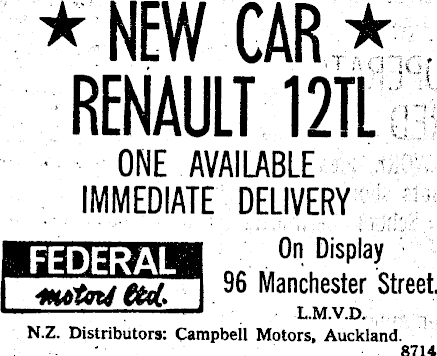 ★ NEW CAR ★
RENAULT 12TL
ONE AVAILABLE
IMMEDIATE DELIVERY
FEDERAL
motors ltd.
On Display
96 Manchester Street.
L.M.V.D.
N.Z. Distributors: Campbell Motors, Auckland.
8714